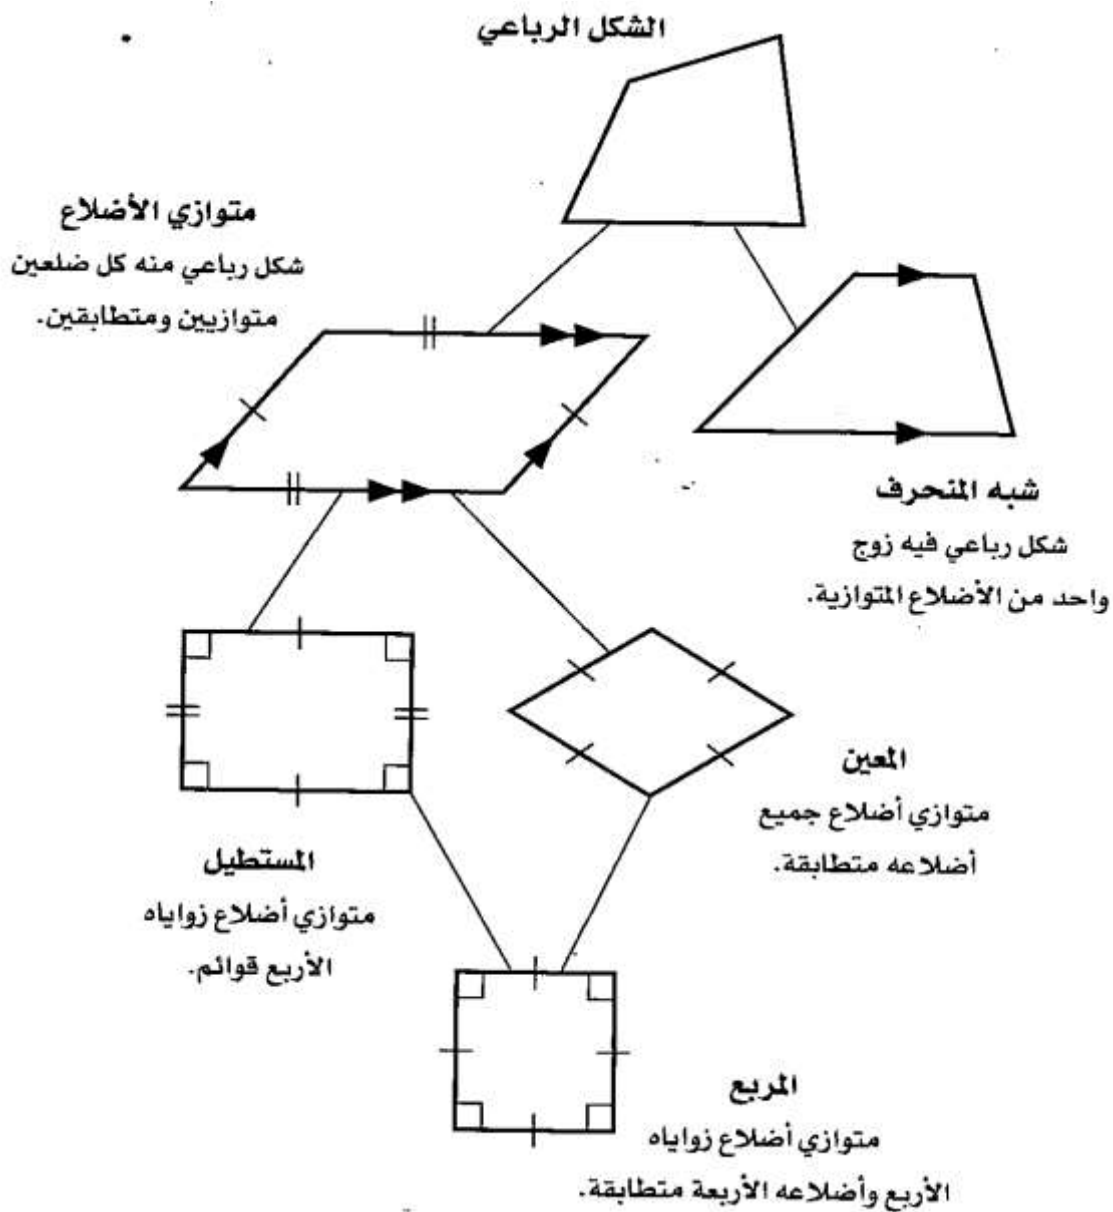 الشكل الرباعي
متوازي الأضلاع
شكل رباعي منه كل ضلعين
متوازيين ومتطابقين.
شبه المنحرف
شكل رباعي فيه زوج
واحد من الأضلاع المتوازية.
المعين
متوازي أضلاع جميع
أضلاعه متطابقة.
المستطيل
متوازي أضلاع زواياه
الأربع قوائم.
المربع
متوازي أضلاع زواياه
الأربع وأضلاعه الأربعة متطابقة.